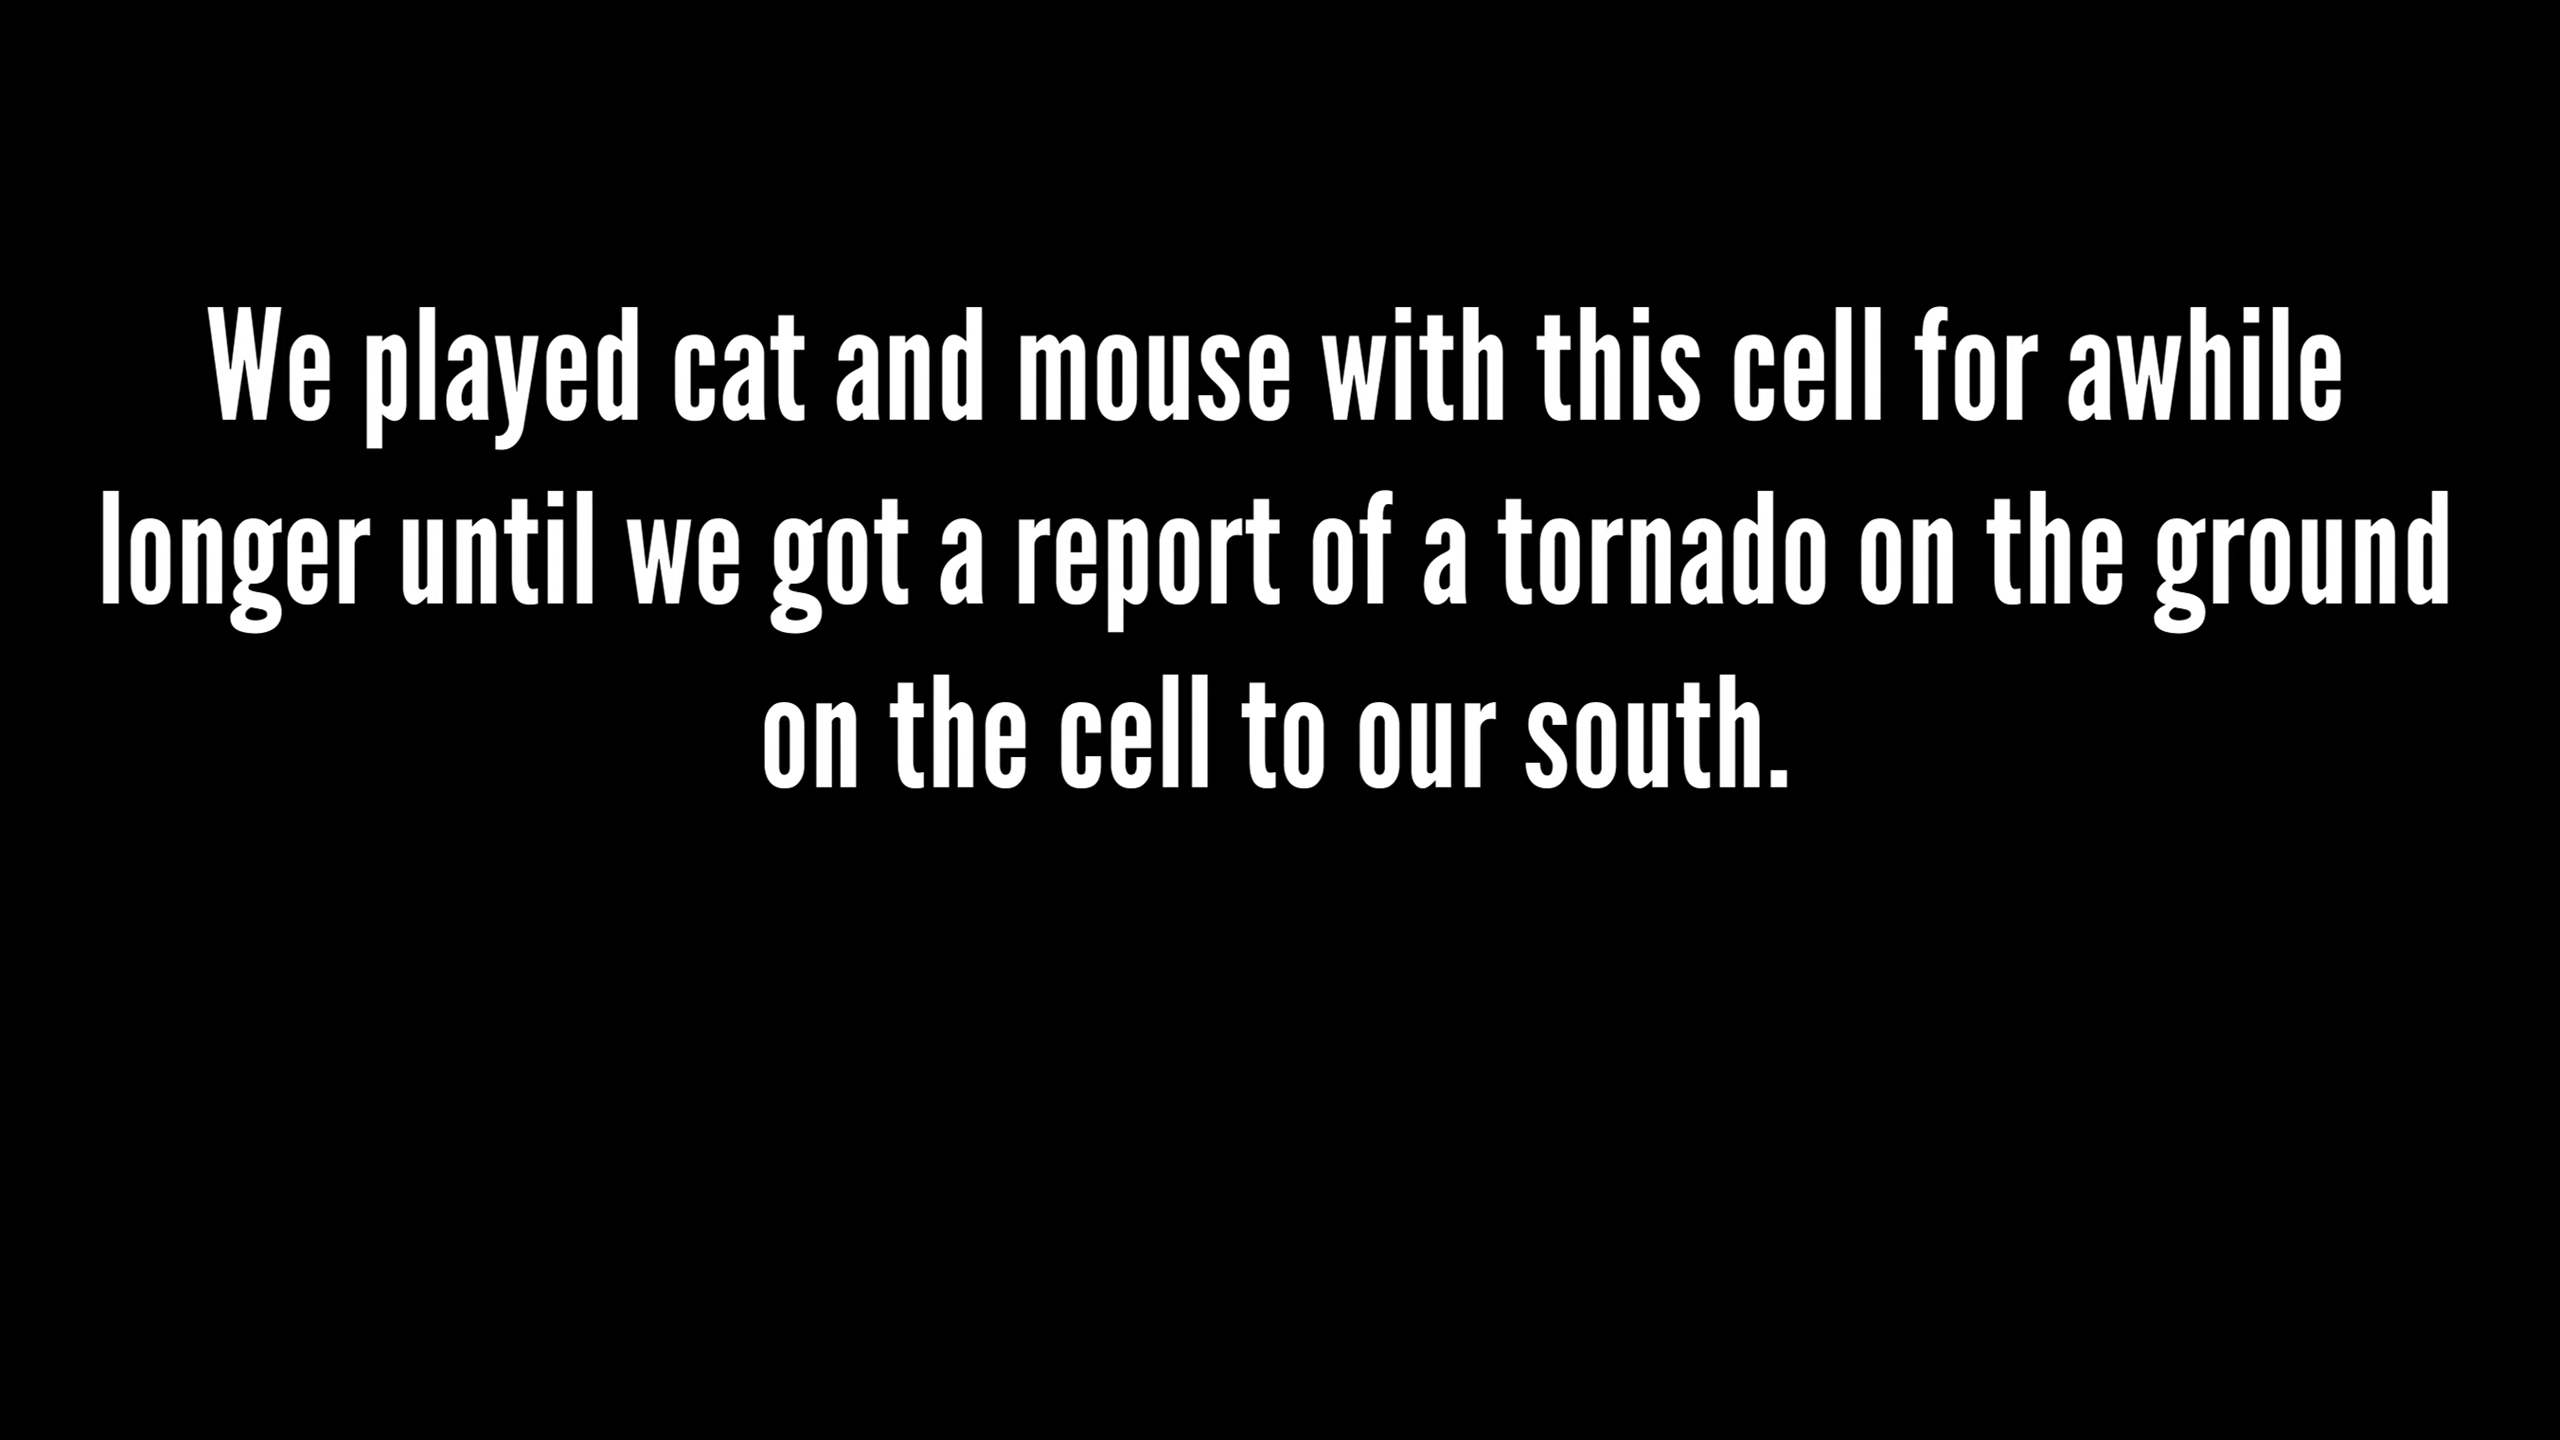 We played cat and mouse with this cell for awhile
longer until we got a report of a tornado on the ground
on the cell to our south.